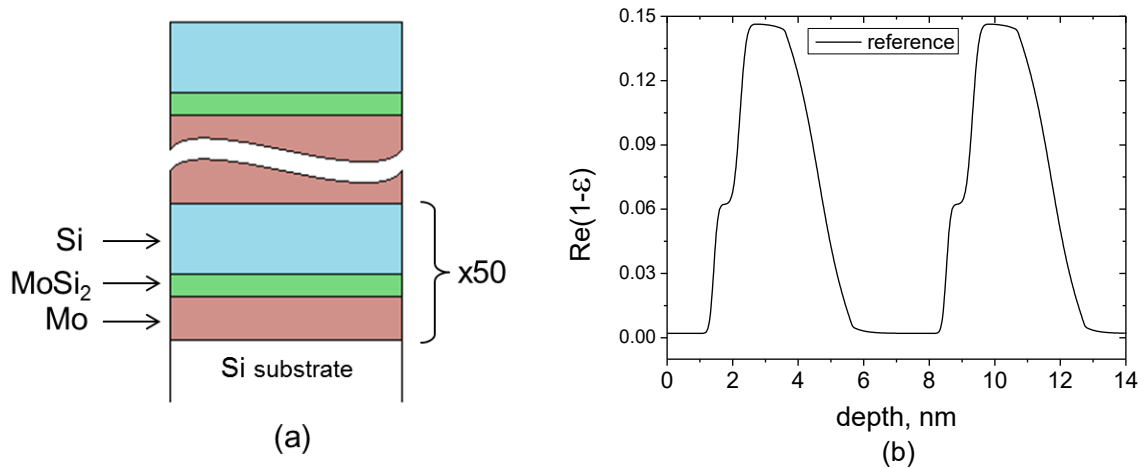 Si
MoSi₂
Mo
x50
Si substrate
(a)
reference
Re(1-ε)
0.15
0.12
0.09
0.06
0.03
0.00
0 2 4 6 8 10 12 14
depth, nm
(b)